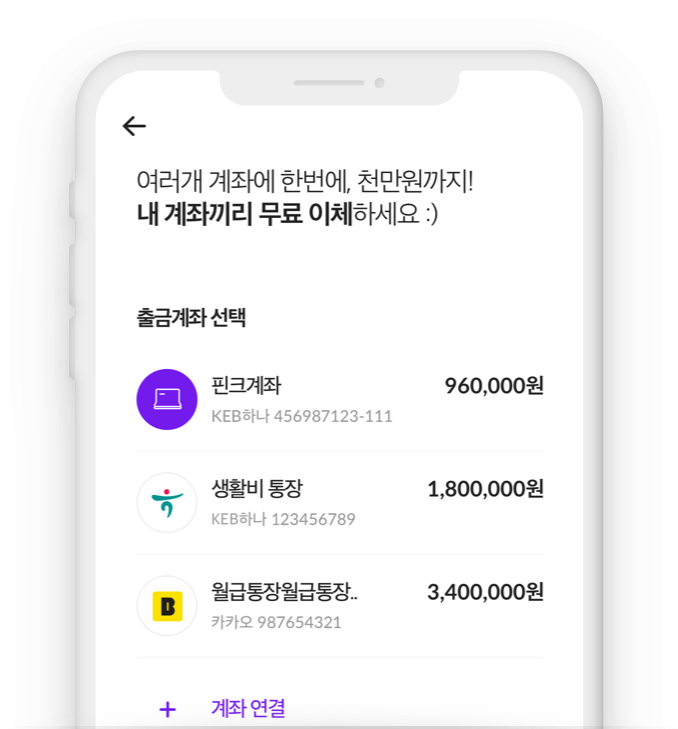 여러개 계좌에 한번에, 천만원까지!
내 계좌끼리 무료 이체하세요 :)
출금계좌 선택
핀크계좌 960,000원
KEB하나 456987123-111
생활비 통장 1,800,000원
KEB하나 123456789
월급통장월급통장.. 3,400,000원
B
카카오 987654321
+ 계좌 연결